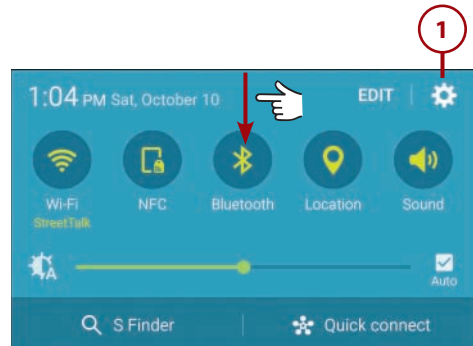 1
1:04 PM Sat, October 10 EDIT
Wi-Fi NFC Bluetooth Location Sound
StreetTalk
A
Auto
S Finder Quick connect